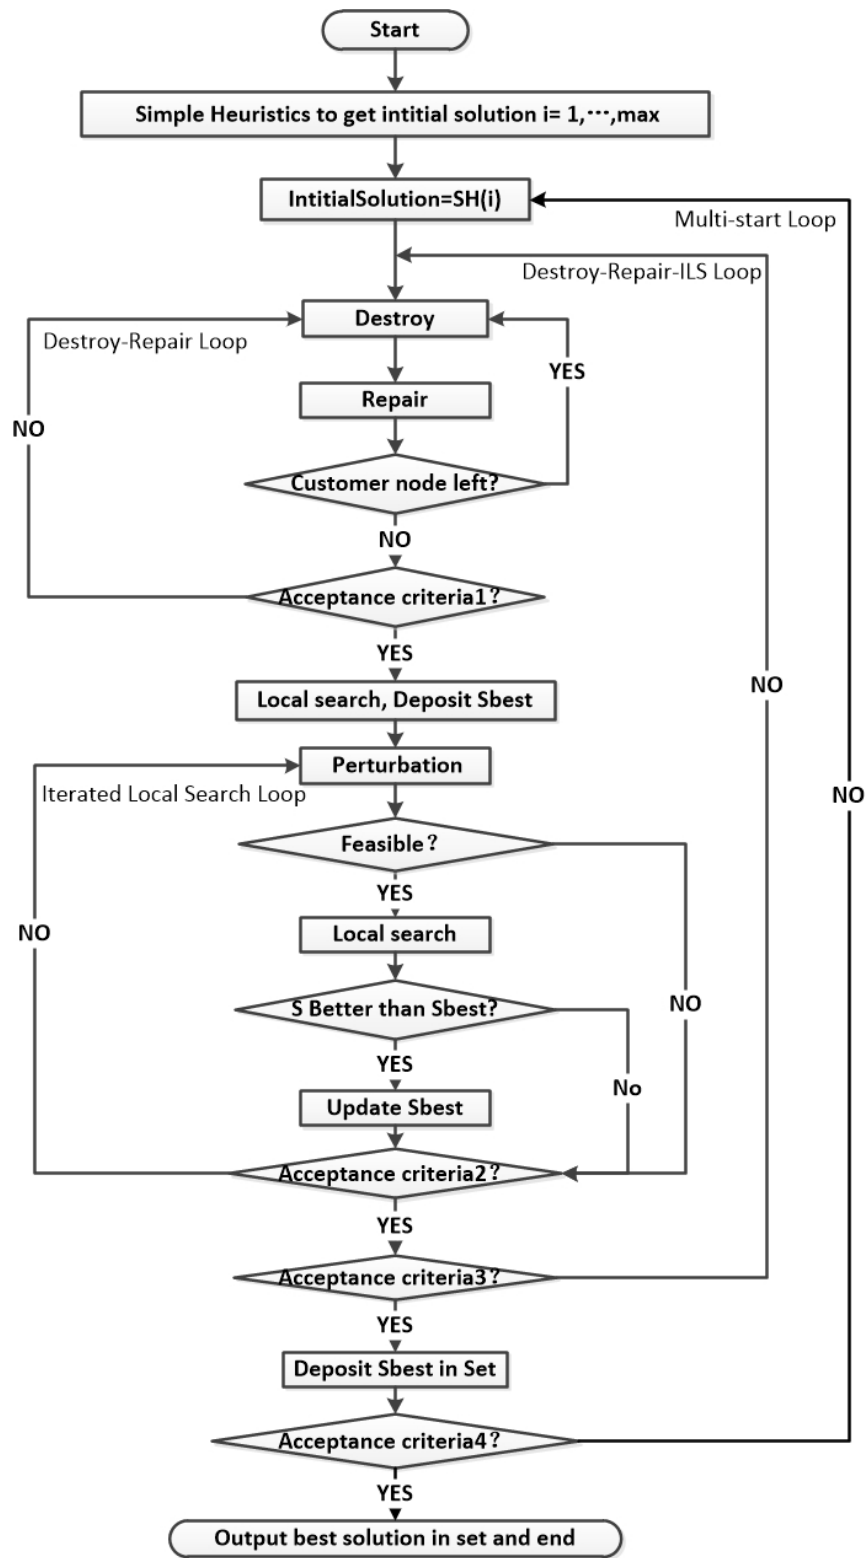 Start
Simple Heuristics to get intitial solution i= 1,···,max
IntitialSolution=SH(i)
Multi-start Loop
Destroy-Repair-ILS Loop
Destroy
Destroy-Repair Loop
YES
Repair
NO
Customer node left?
NO
Acceptance criteria1?
YES
NO
Local search, Deposit Sbest
Perturbation
Iterated Local Search Loop
NO
Feasible?
YES
NO
Local search
NO
S Better than Sbest?
YES
No
Update Sbest
Acceptance criteria2?
YES
Acceptance criteria3?
YES
Deposit Sbest in Set
Acceptance criteria4?
YES
Output best solution in set and end